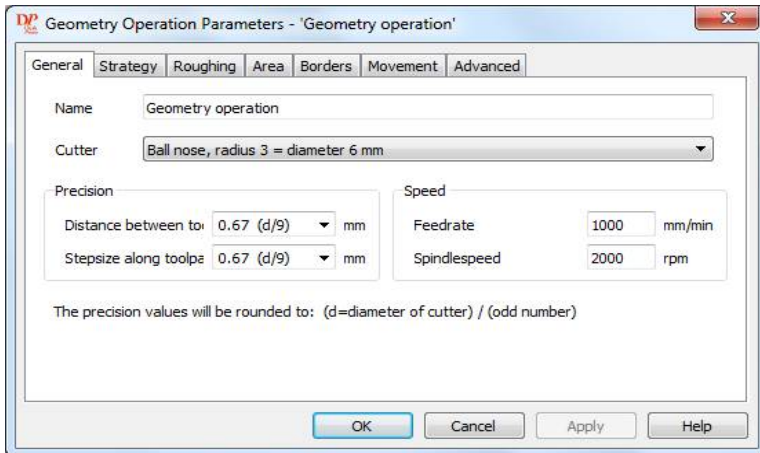 DP Geometry Operation Parameters - 'Geometry operation'
General Strategy Roughing Area Borders Movement Advanced
Name Geometry operation
Cutter Ball nose, radius 3 = diameter 6 mm
Precision
Distance between too 0.67 (d/9) mm
Stepsize along toolpa 0.67 (d/9) mm
Speed
Feedrate 1000 mm/min
Spindlespeed 2000 rpm
The precision values will be rounded to: (d=diameter of cutter) / (odd number)
OK Cancel Apply Help